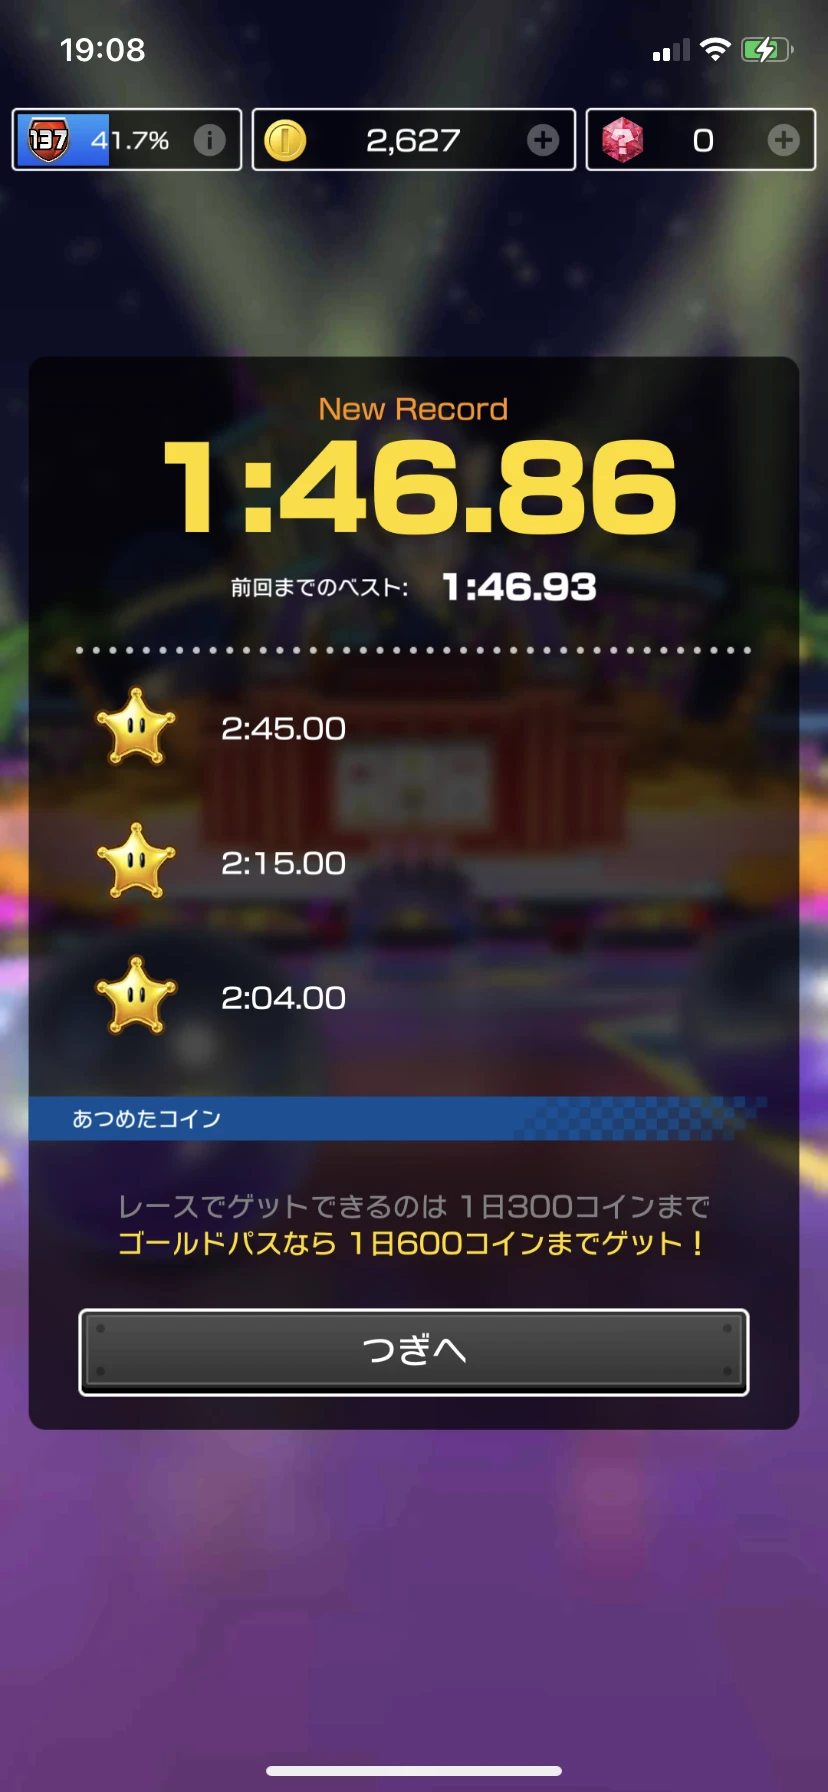 19:08
137 41.7% i 2,627 + ? 0 +
New Record
1:46.86
前回までのベスト: 1:46.93
2:45.00
2:15.00
2:04.00
あつめたコイン
レースでゲットできるのは 1日300コインまで
ゴールドパスなら 1日600コインまでゲット！
つぎへ